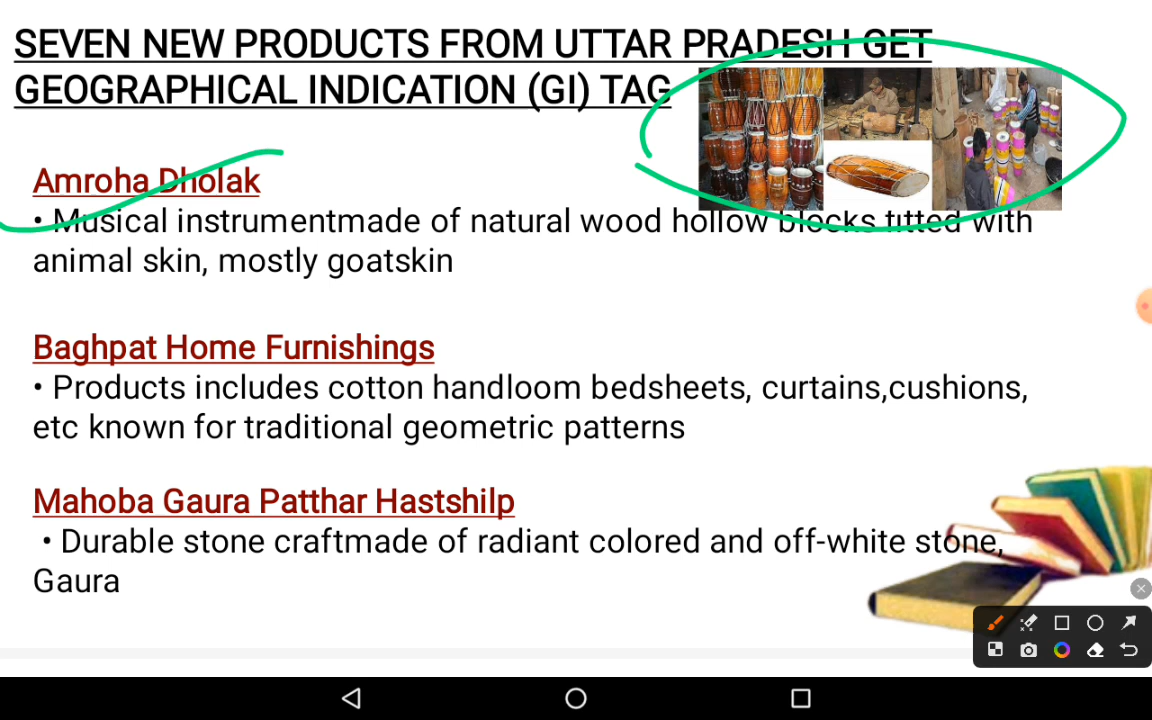 SEVEN NEW PRODUCTS FROM UTTAR PRADESH GET
GEOGRAPHICAL INDICATION (GI) TAG
Amroha Dholak
• Musical instrumentmade of natural wood hollow blocks fitted with
animal skin, mostly goatskin
Baghpat Home Furnishings
• Products includes cotton handloom bedsheets, curtains,cushions,
etc known for traditional geometric patterns
Mahoba Gaura Patthar Hastshilp
• Durable stone craftmade of radiant colored and off-white stone,
Gaura